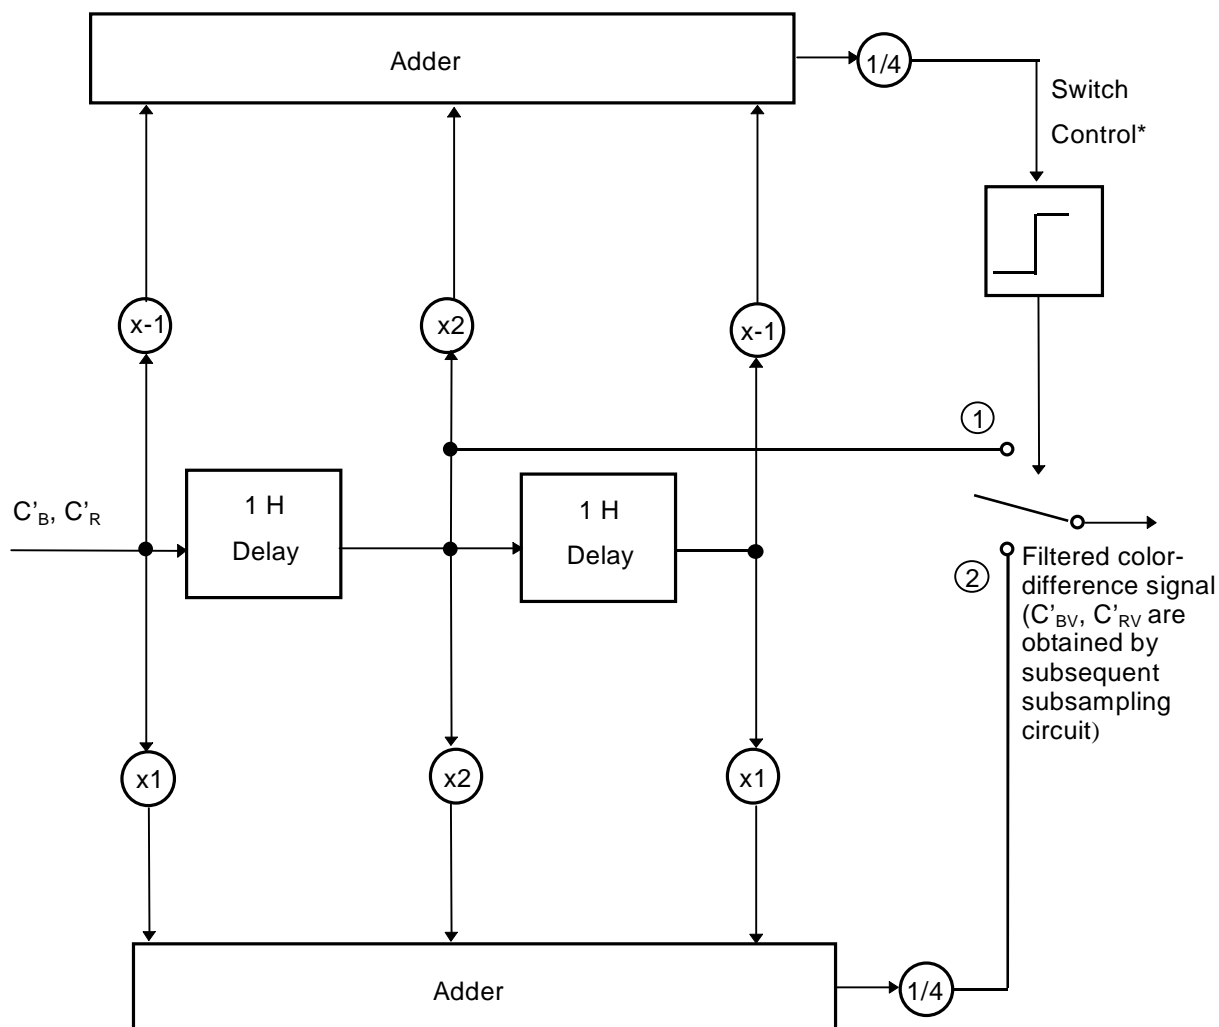 Adder
1/4
Switch
Control*
x-1
x2
x-1
1
C’B, C’R
1 H
Delay
1 H
Delay
2
Filtered color-
difference signal
(C’BV, C’RV are
obtained by
subsequent
subsampling
circuit)
x1
x2
x1
Adder
1/4